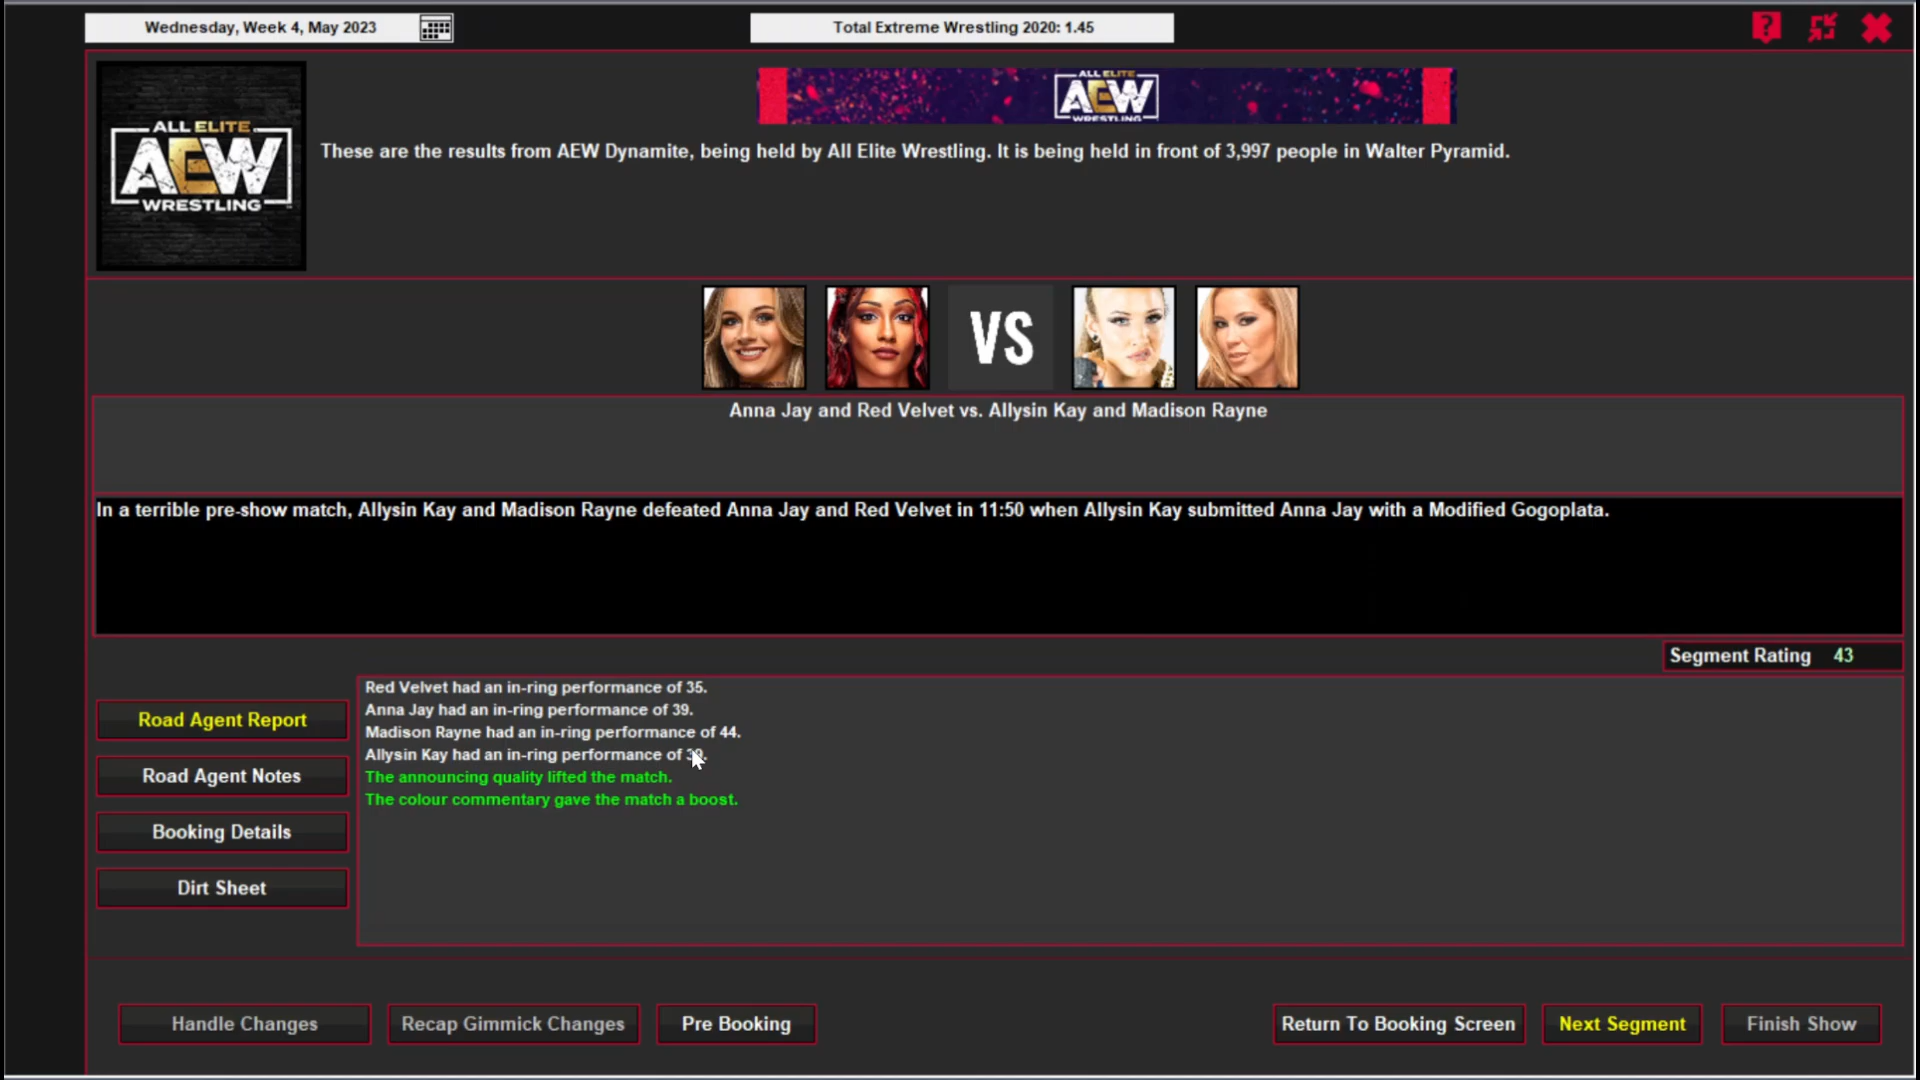 Wednesday, Week 4, May 2023
Total Extreme Wrestling 2020: 1.45
?
ALL ELITE
AEW
WRESTLING
ALL ELITE
AEW
WRESTLING
These are the results from AEW Dynamite, being held by All Elite Wrestling. It is being held in front of 3,997 people in Walter Pyramid.
VS
Anna Jay and Red Velvet vs. Allysin Kay and Madison Rayne
In a terrible pre-show match, Allysin Kay and Madison Rayne defeated Anna Jay and Red Velvet in 11:50 when Allysin Kay submitted Anna Jay with a Modified Gogoplata.
Segment Rating 43
Road Agent Report
Road Agent Notes
Booking Details
Dirt Sheet
Red Velvet had an in-ring performance of 35.
Anna Jay had an in-ring performance of 39.
Madison Rayne had an in-ring performance of 44.
Allysin Kay had an in-ring performance of
The announcing quality lifted the match.
The colour commentary gave the match a boost.
Handle Changes
Recap Gimmick Changes
Pre Booking
Return To Booking Screen
Next Segment
Finish Show